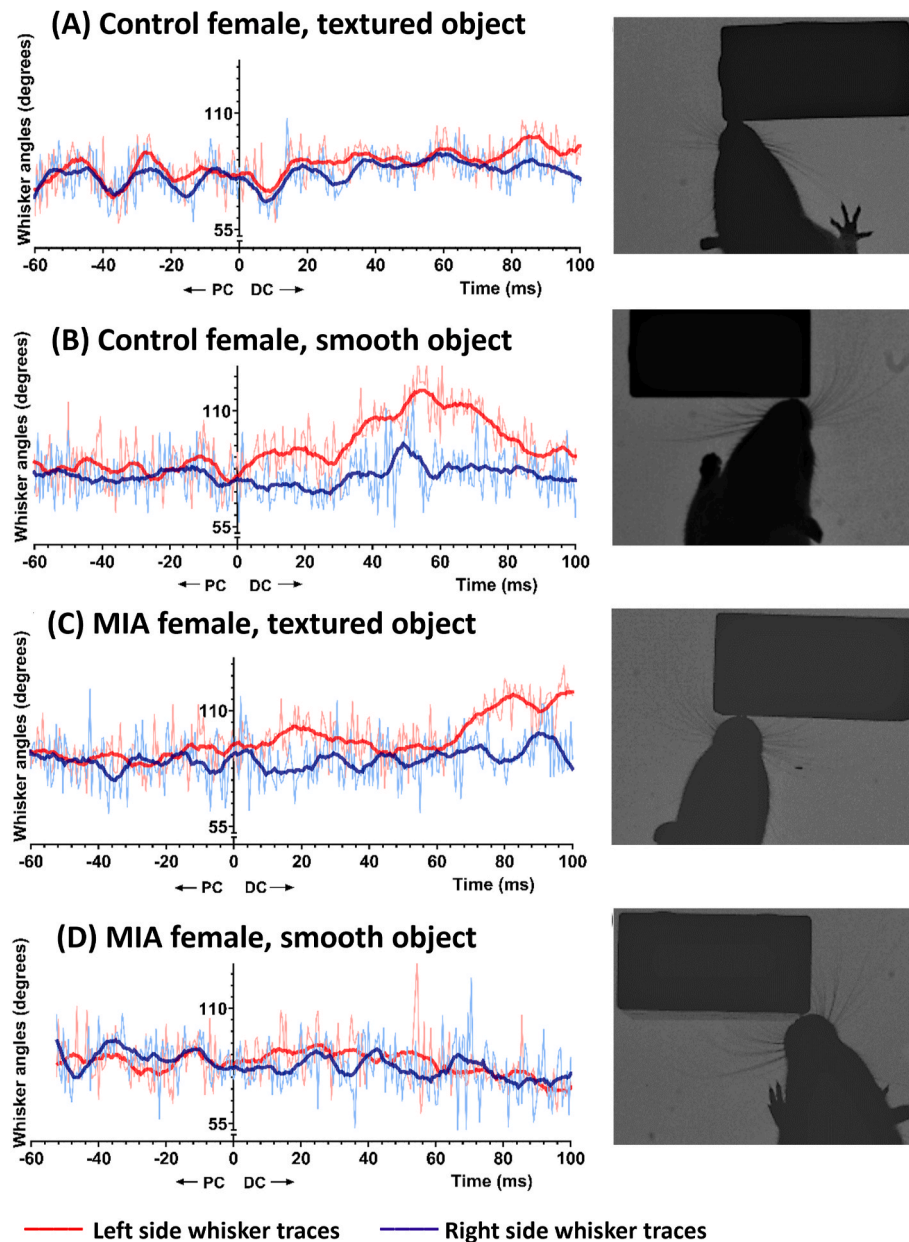 (A) Control female, textured object
Whisker angles (degrees)
110
55
-60 -40 -20 0 20 40 60 80 100
← PC DC → Time (ms)
(B) Control female, smooth object
Whisker angles (degrees)
110
55
-60 -40 -20 0 20 40 60 80 100
← PC DC → Time (ms)
(C) MIA female, textured object
Whisker angles (degrees)
110
55
-60 -40 -20 0 20 40 60 80 100
← PC DC → Time (ms)
(D) MIA female, smooth object
Whisker angles (degrees)
110
55
-60 -40 -20 0 20 40 60 80 100
← PC DC → Time (ms)
Left side whisker traces Right side whisker traces